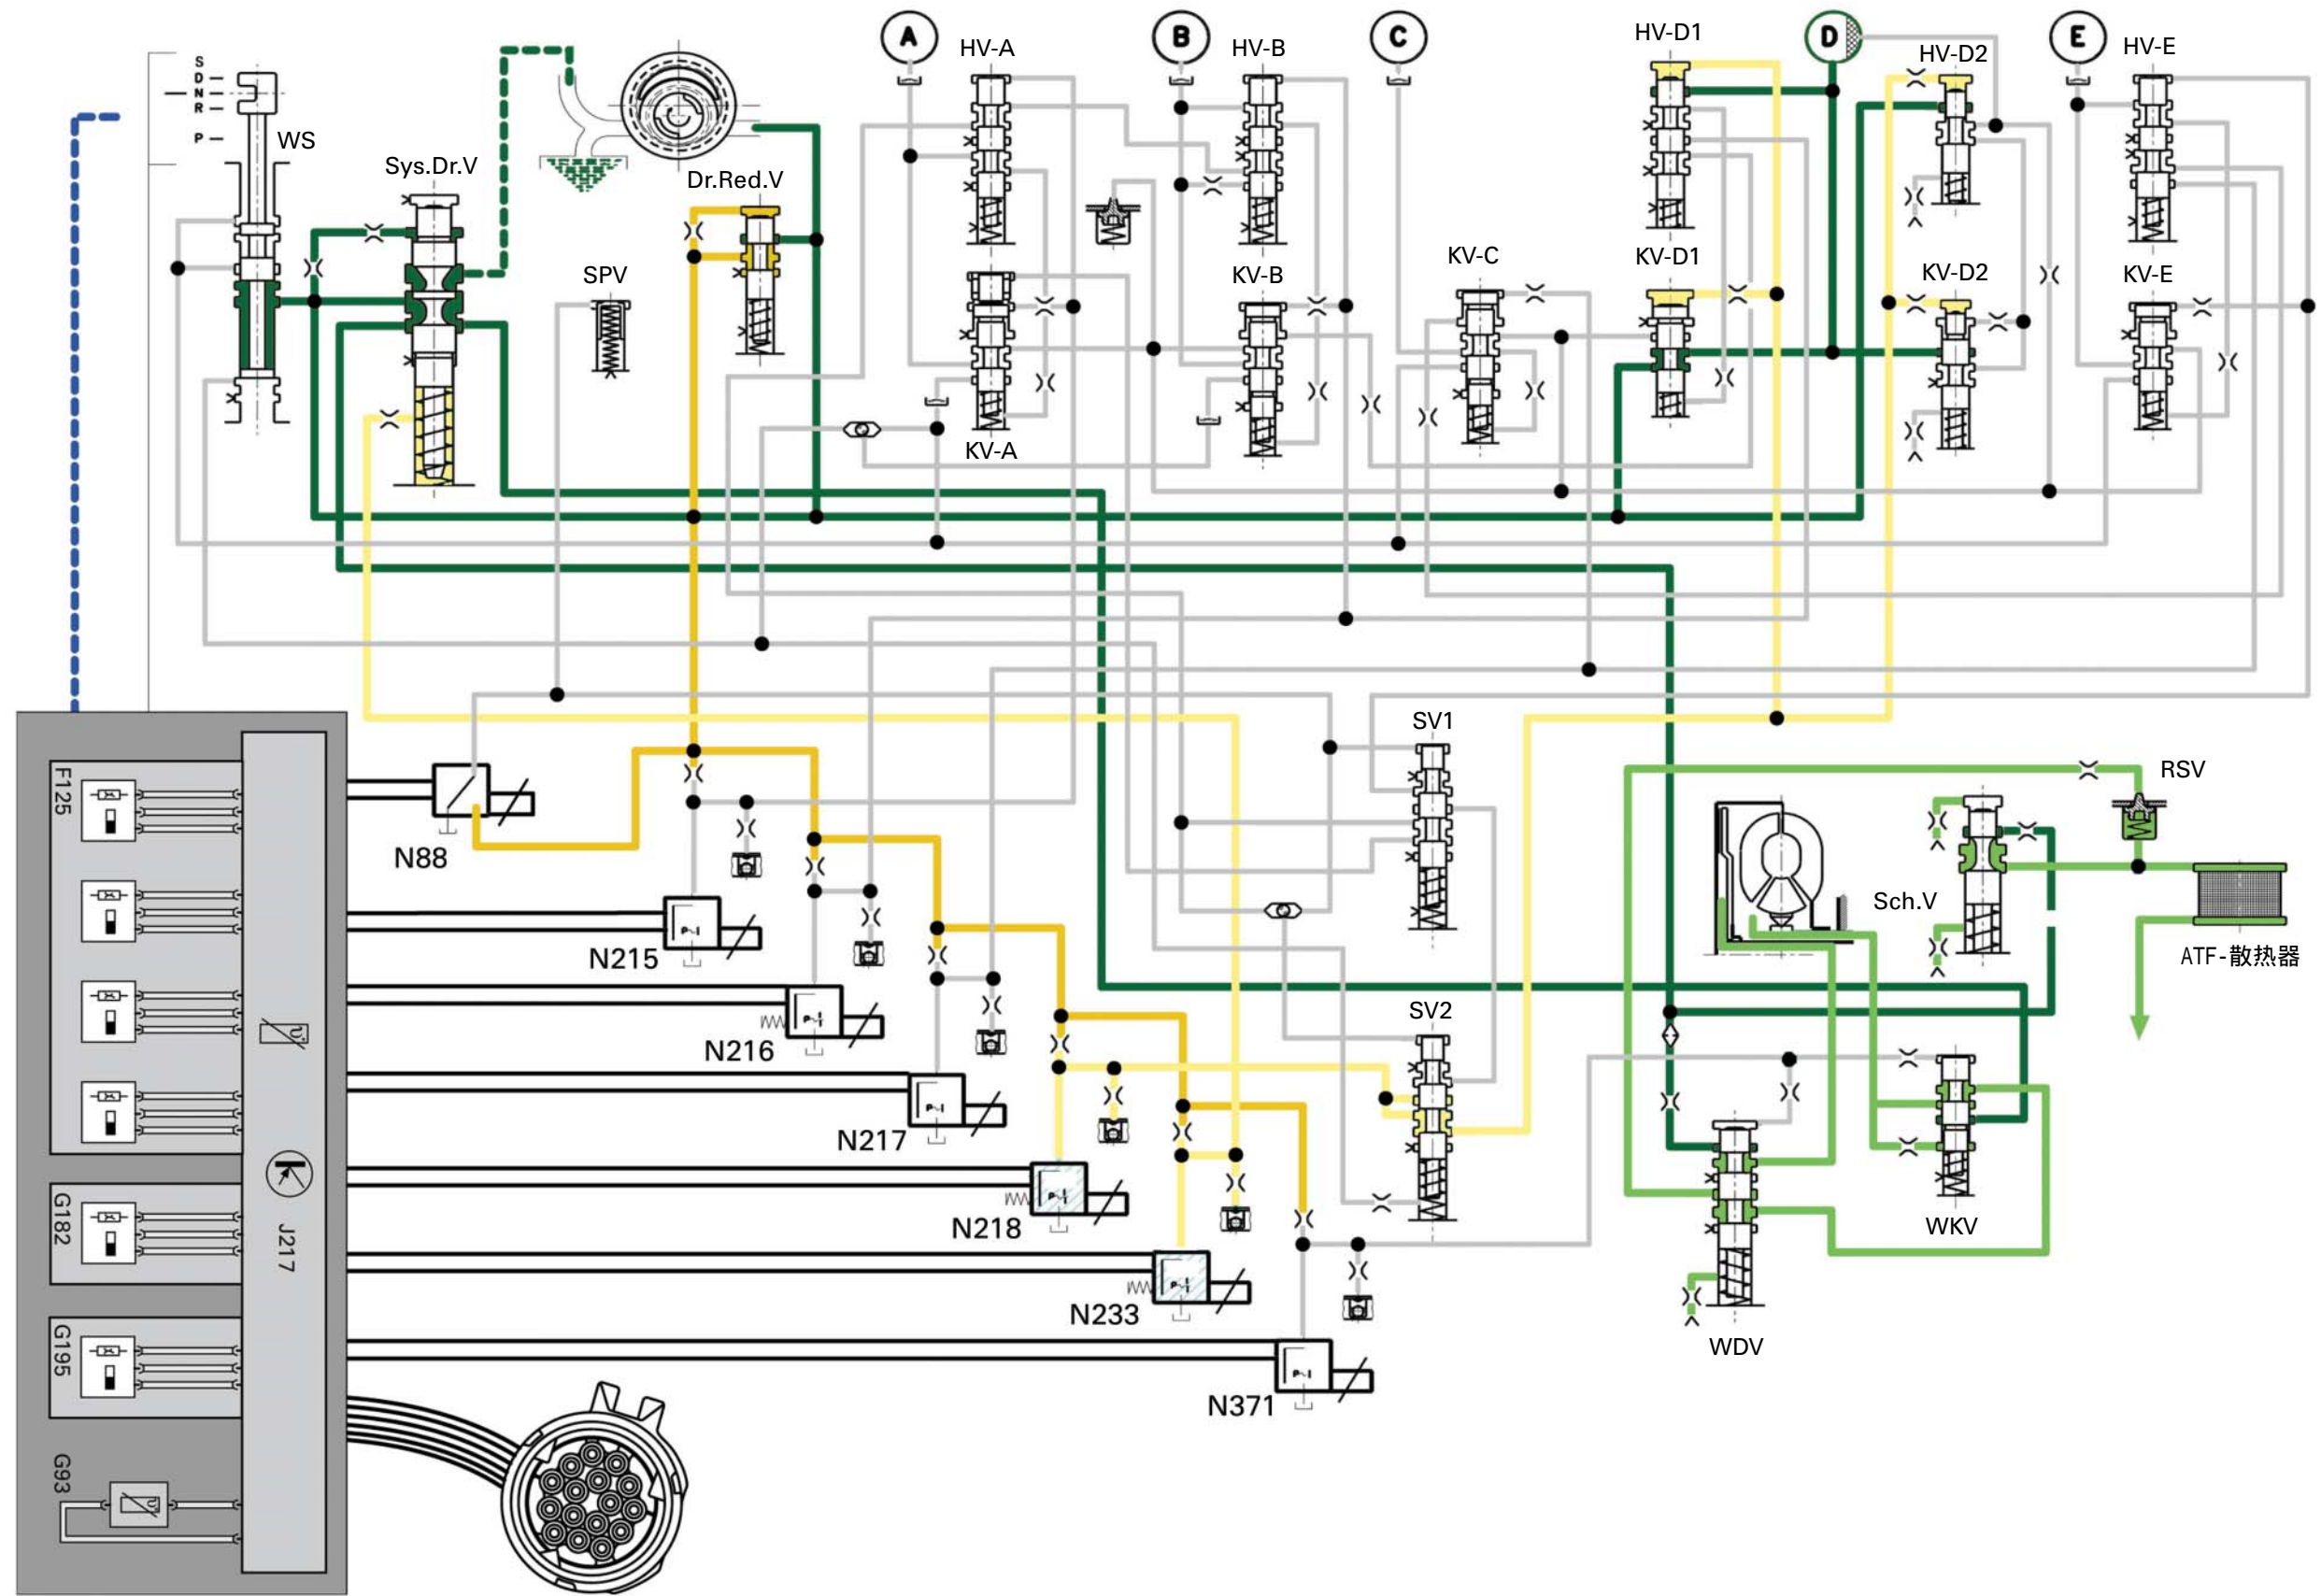 A
B
C
D
E
HV-A
HV-B
HV-D1
HV-D2
HV-E
S
D
N
R
P
WS
Sys.Dr.V
Dr.Red.V
SPV
KV-C
KV-D1
KV-D2
KV-B
KV-E
KV-A
SV1
RSV
F125
N88
Sch.V
N215
ATF-散热器
SV2
N216
N217
G182
J217
N218
WKV
N233
G195
WDV
N371
G93
P-I
P-I
P-I
P-I
P-I
P-I